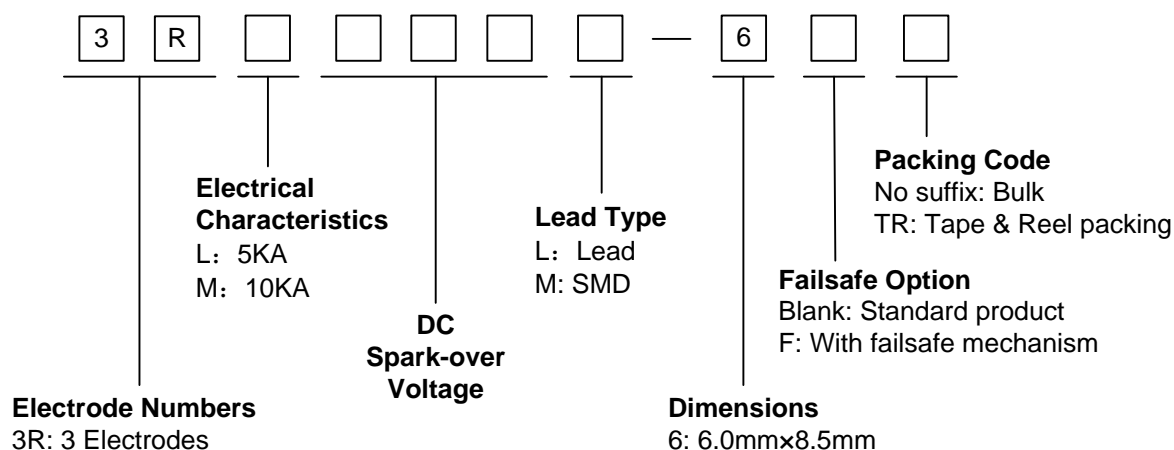 3 R — 6
Packing Code
No suffix: Bulk
TR: Tape & Reel packing
Electrical
Characteristics
L：5KA
M：10KA
Lead Type
L：Lead
M: SMD
Failsafe Option
Blank: Standard product
F: With failsafe mechanism
DC
Spark-over
Voltage
Electrode Numbers
3R: 3 Electrodes
Dimensions
6: 6.0mm×8.5mm